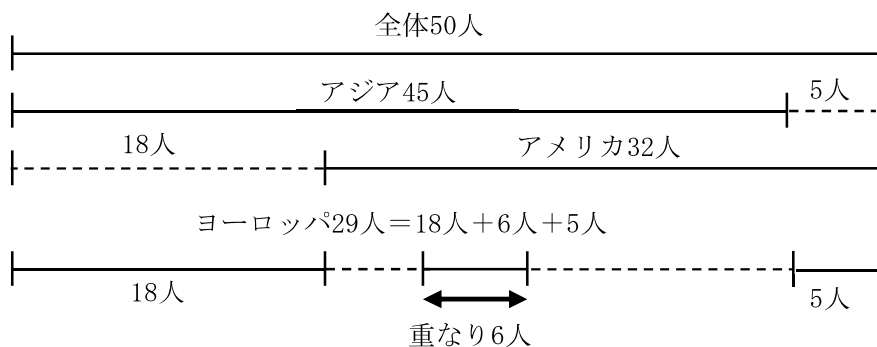 全体50人
アジア45人
5人
18人
アメリカ32人
ヨーロッパ29人=18人+6人+5人
18人
5人
重なり6人